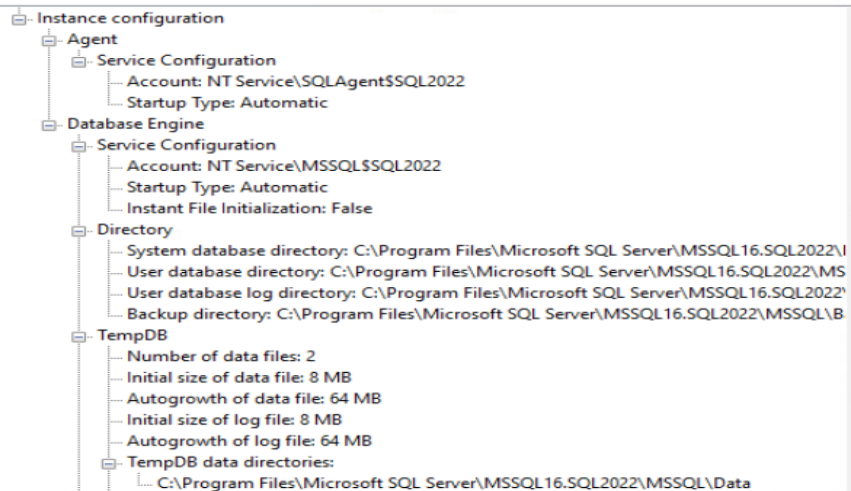 Instance configuration
Agent
Service Configuration
Account: NT Service\SQLAgent$SQL2022
Startup Type: Automatic
Database Engine
Service Configuration
Account: NT Service\MSSQL$SQL2022
Startup Type: Automatic
Instant File Initialization: False
Directory
System database directory: C:\Program Files\Microsoft SQL Server\MSSQL16.SQL2022\
User database directory: C:\Program Files\Microsoft SQL Server\MSSQL16.SQL2022\MS
User database log directory: C:\Program Files\Microsoft SQL Server\MSSQL16.SQL2022\
Backup directory: C:\Program Files\Microsoft SQL Server\MSSQL16.SQL2022\MSSQL\B
TempDB
Number of data files: 2
Initial size of data file: 8 MB
Autogrowth of data file: 64 MB
Initial size of log file: 8 MB
Autogrowth of log file: 64 MB
TempDB data directories:
C:\Program Files\Microsoft SQL Server\MSSQL16.SQL2022\MSSQL\Data